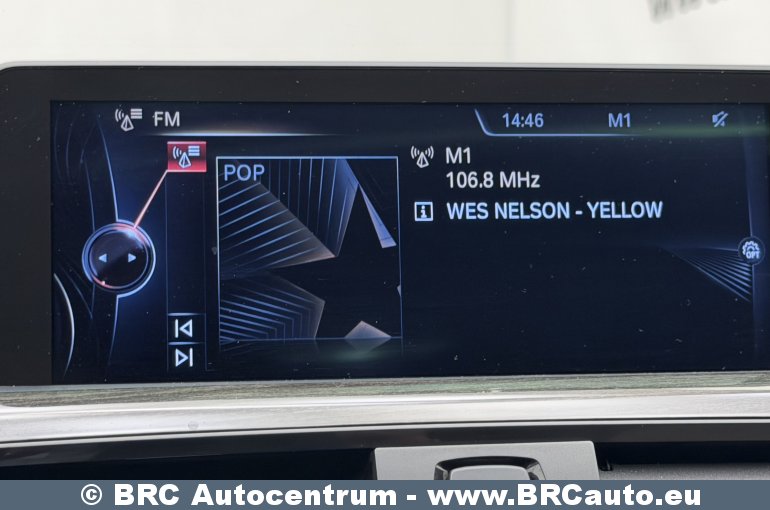 FM
14:46 M1
POP
M1
106.8 MHz
WES NELSON - YELLOW
OPT
© BRC Autocentrum - www.BRCauto.eu